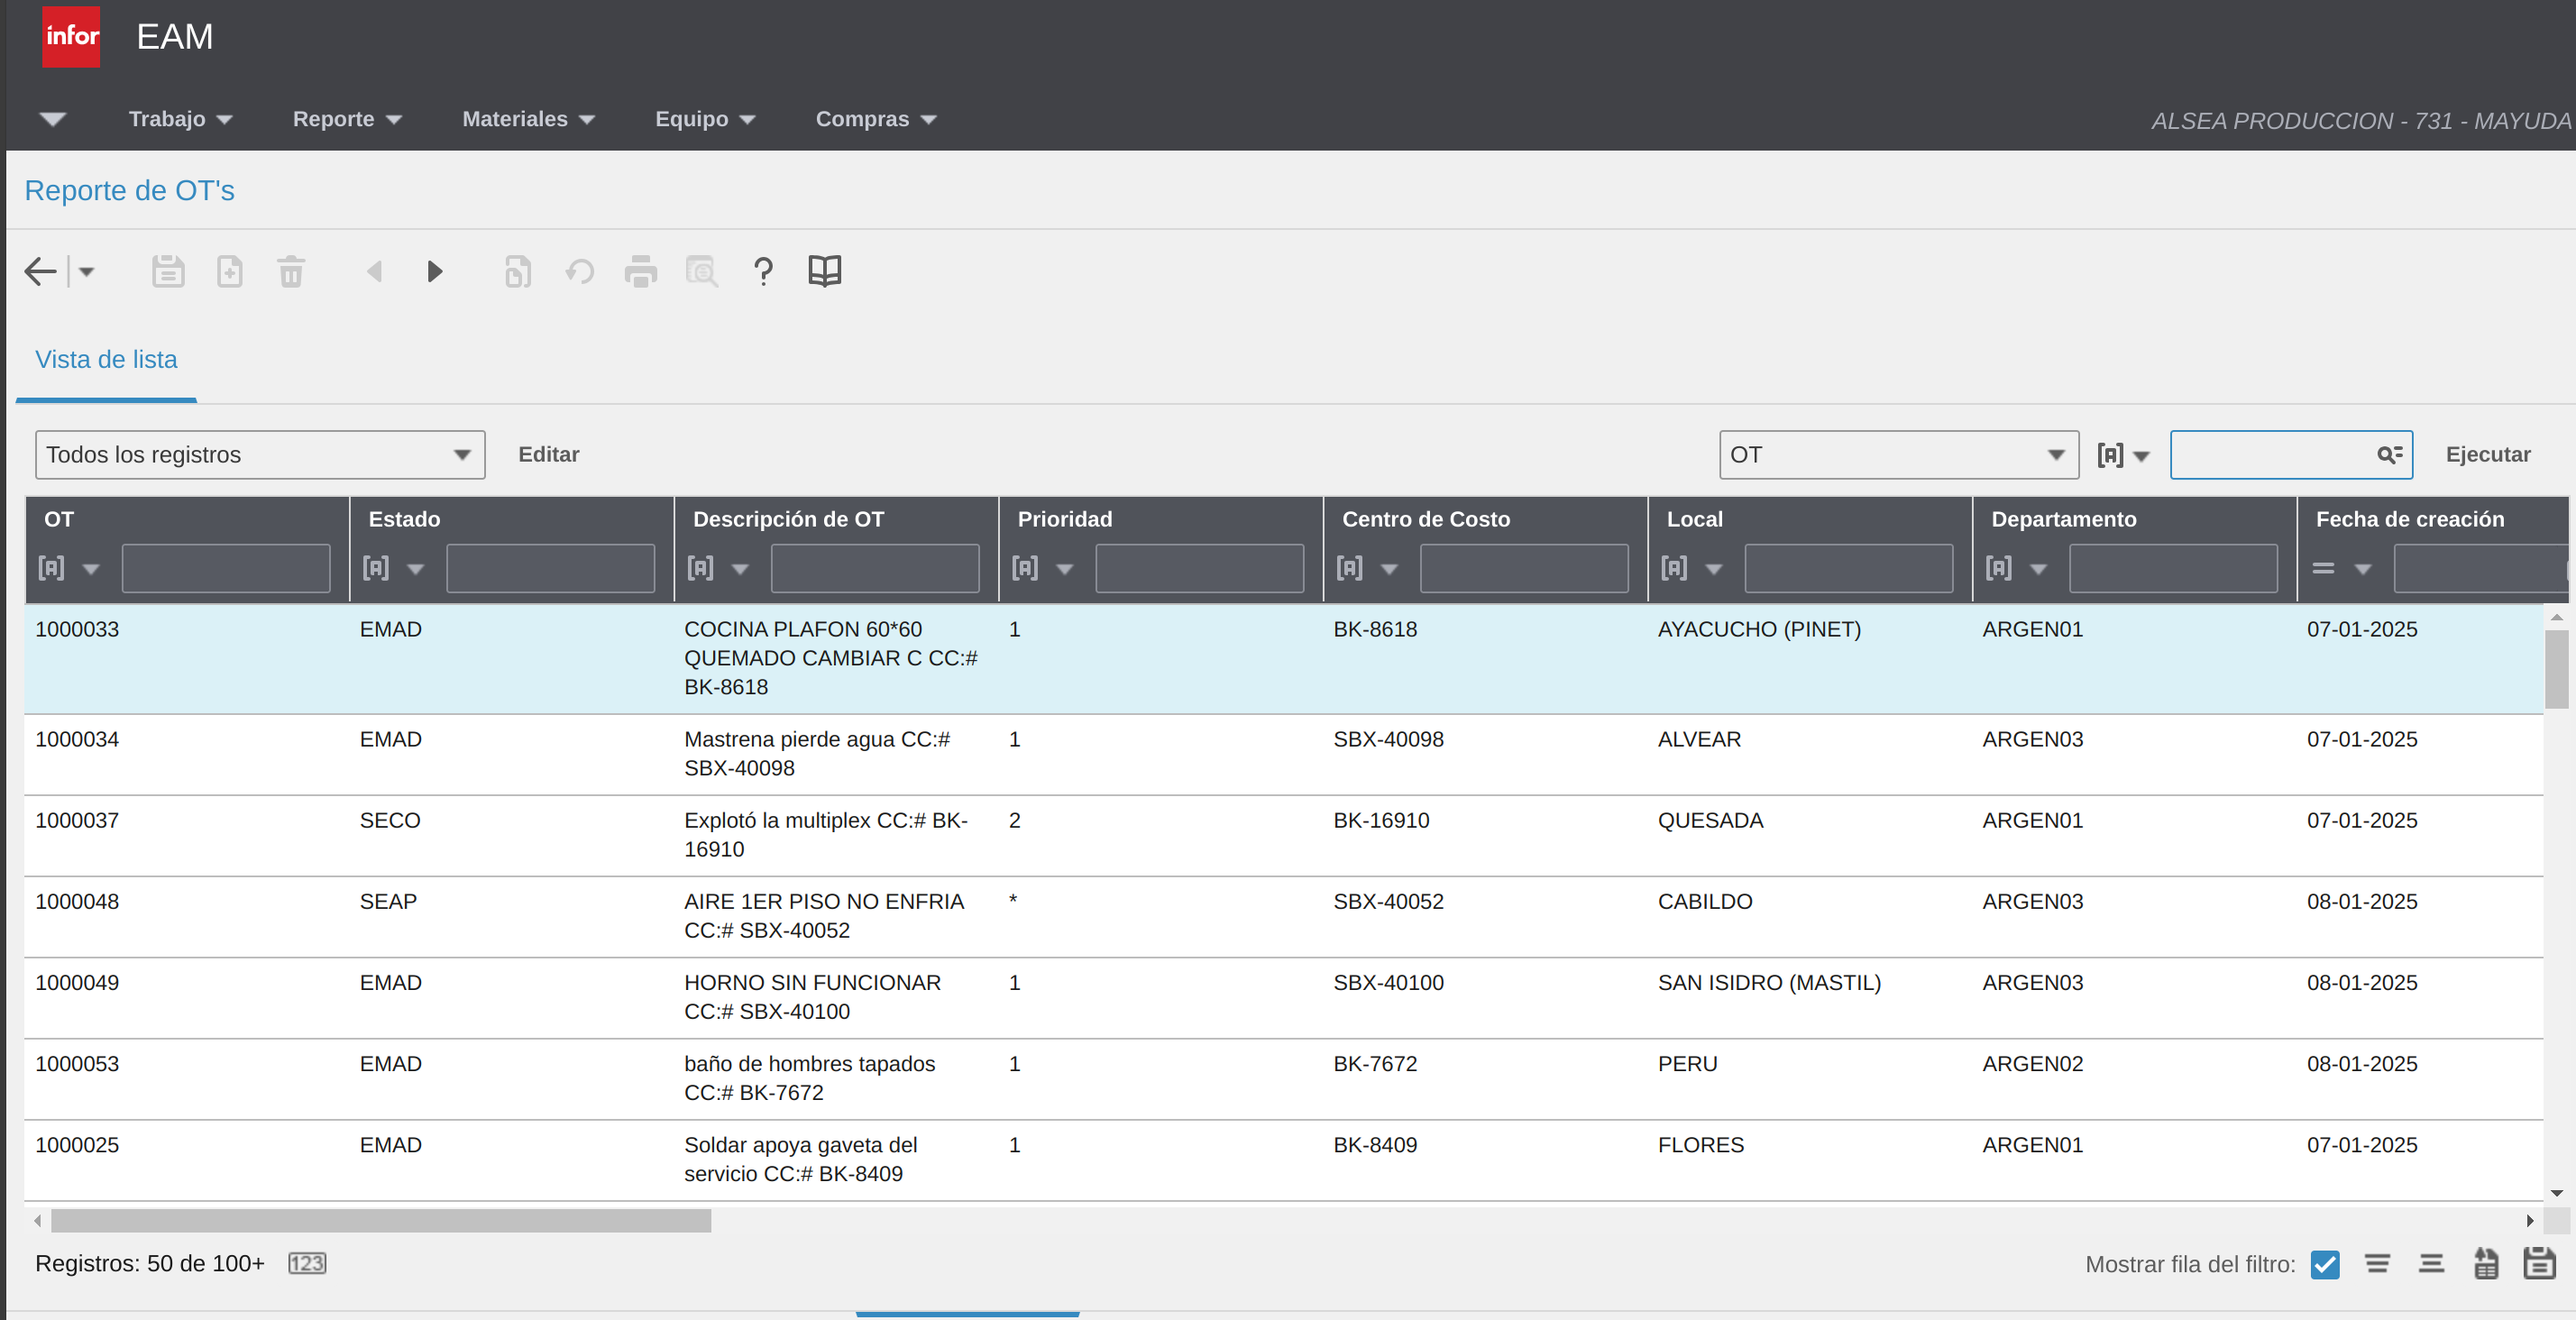 infor EAM
Trabajo Reporte Materiales Equipo Compras ALSEA PRODUCCION - 731 - MAYUDA
Reporte de OT's
Vista de lista
Todos los registros Editar OT [A] Ejecutar
OT Estado Descripción de OT Prioridad Centro de Costo Local Departamento Fecha de creación
[A] [A] [A] [A] [A] [A] [A] =
1000033 EMAD COCINA PLAFON 60*60 1 BK-8618 AYACUCHO (PINET) ARGEN01 07-01-2025
QUEMADO CAMBIAR C CC:#
BK-8618
1000034 EMAD Mastrena pierde agua CC:# 1 SBX-40098 ALVEAR ARGEN03 07-01-2025
SBX-40098
1000037 SECO Explotó la multiplex CC:# BK- 2 BK-16910 QUESADA ARGEN01 07-01-2025
16910
1000048 SEAP AIRE 1ER PISO NO ENFRIA * SBX-40052 CABILDO ARGEN03 08-01-2025
CC:# SBX-40052
1000049 EMAD HORNO SIN FUNCIONAR 1 SBX-40100 SAN ISIDRO (MASTIL) ARGEN03 08-01-2025
CC:# SBX-40100
1000053 EMAD baño de hombres tapados 1 BK-7672 PERU ARGEN02 08-01-2025
CC:# BK-7672
1000025 EMAD Soldar apoya gaveta del 1 BK-8409 FLORES ARGEN01 07-01-2025
servicio CC:# BK-8409
Registros: 50 de 100+ 123 Mostrar fila del filtro: